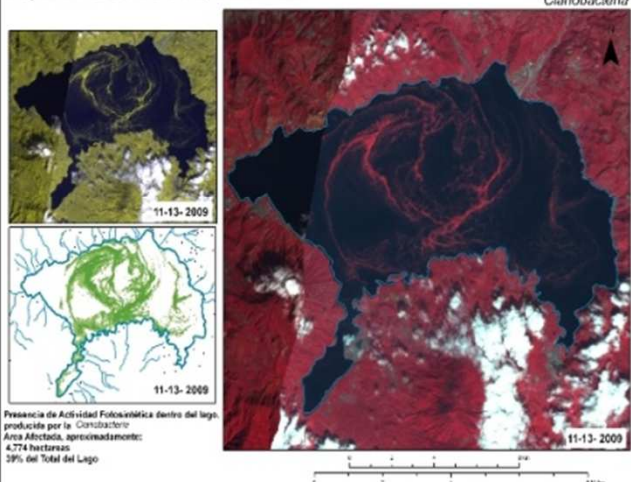 Cianobacteria
11-13- 2009
11-13- 2009
11-13- 2009
Presencia de Actividad Fotosintética dentro del lago,
producida por la Cianobacteria
Area Afectada, aproximadamente:
4,774 hectareas
39% del Total del Lago